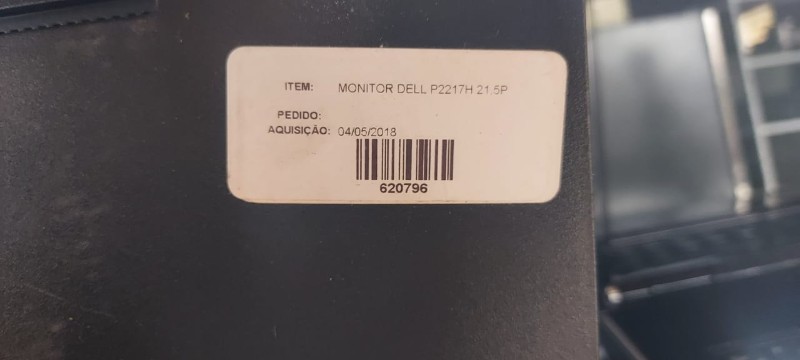 ITEM: MONITOR DELL P2217H 21.5P
PEDIDO:
AQUISIÇÃO: 04/05/2018
620796